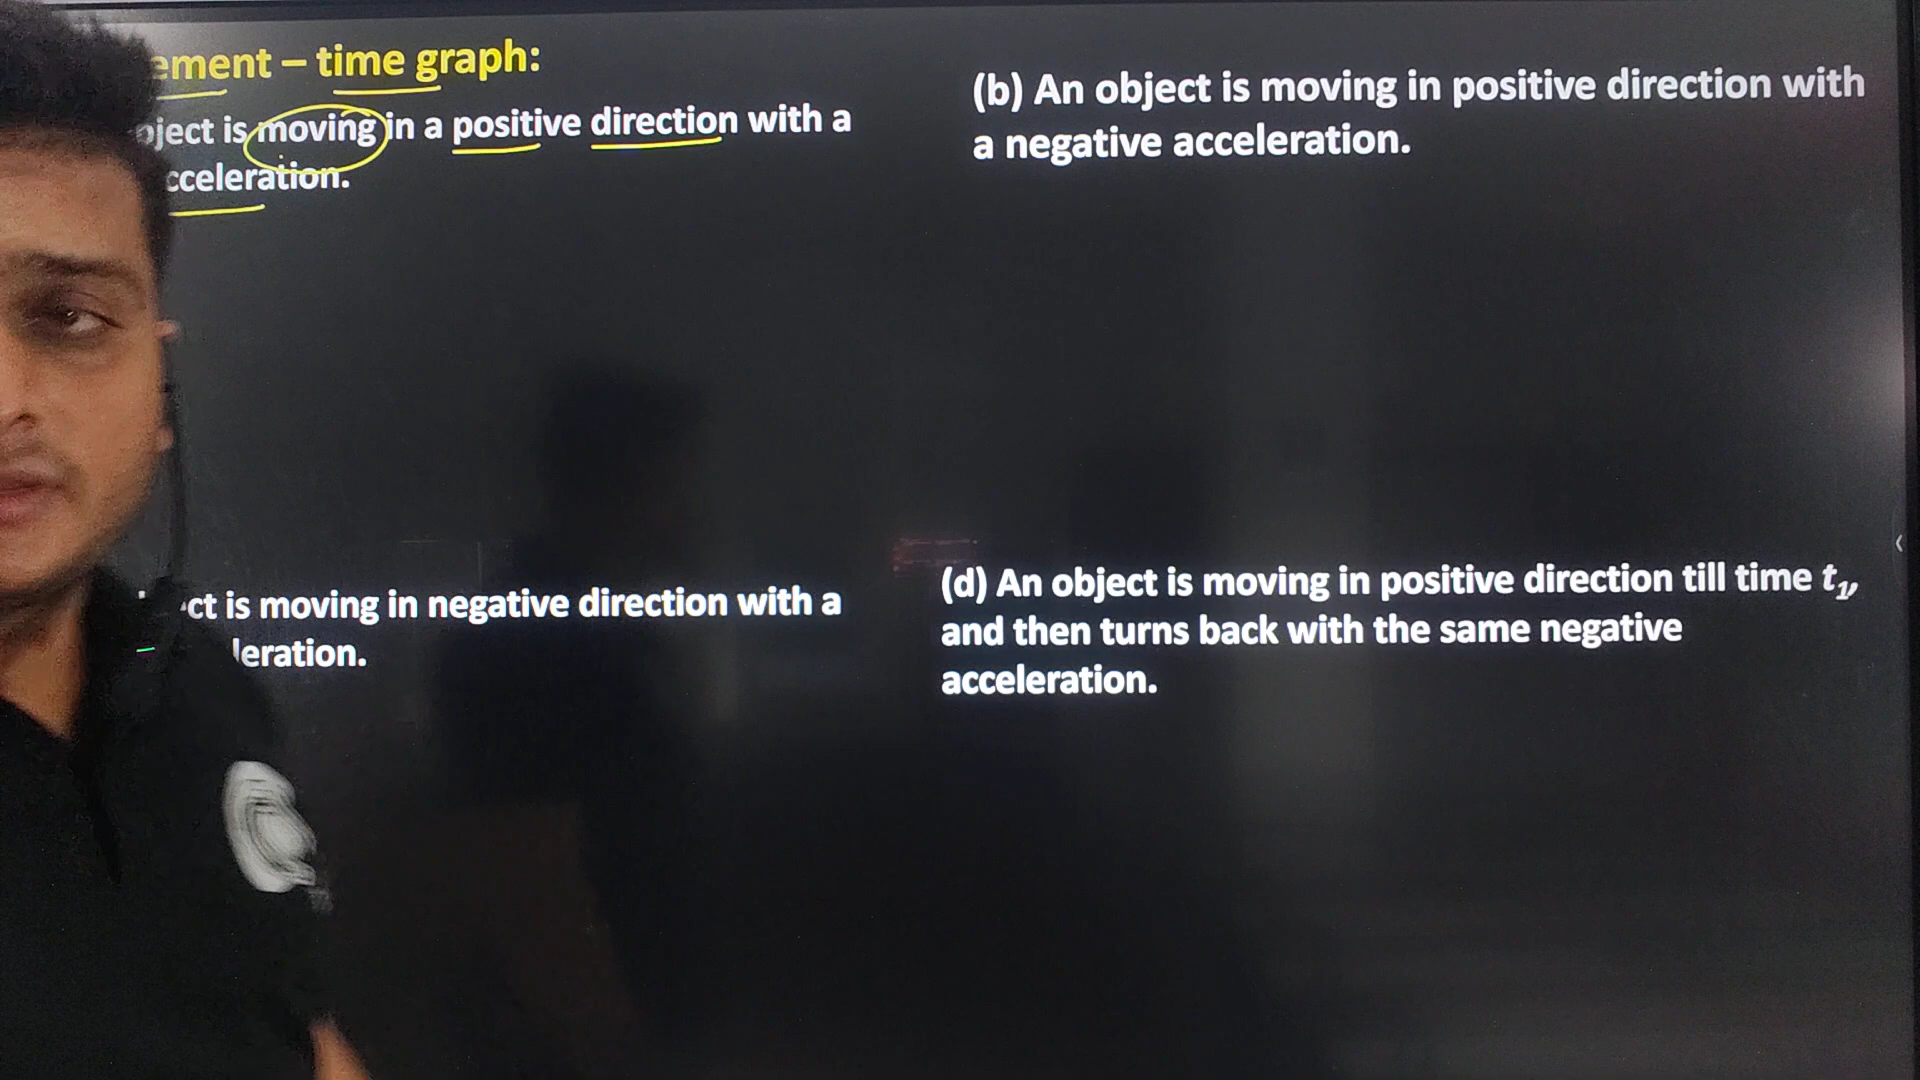 ement – time graph:
ject is moving in a positive direction with a
cceleration.
(b) An object is moving in positive direction with
a negative acceleration.
ct is moving in negative direction with a
leration.
(d) An object is moving in positive direction till time t₁,
and then turns back with the same negative
acceleration.